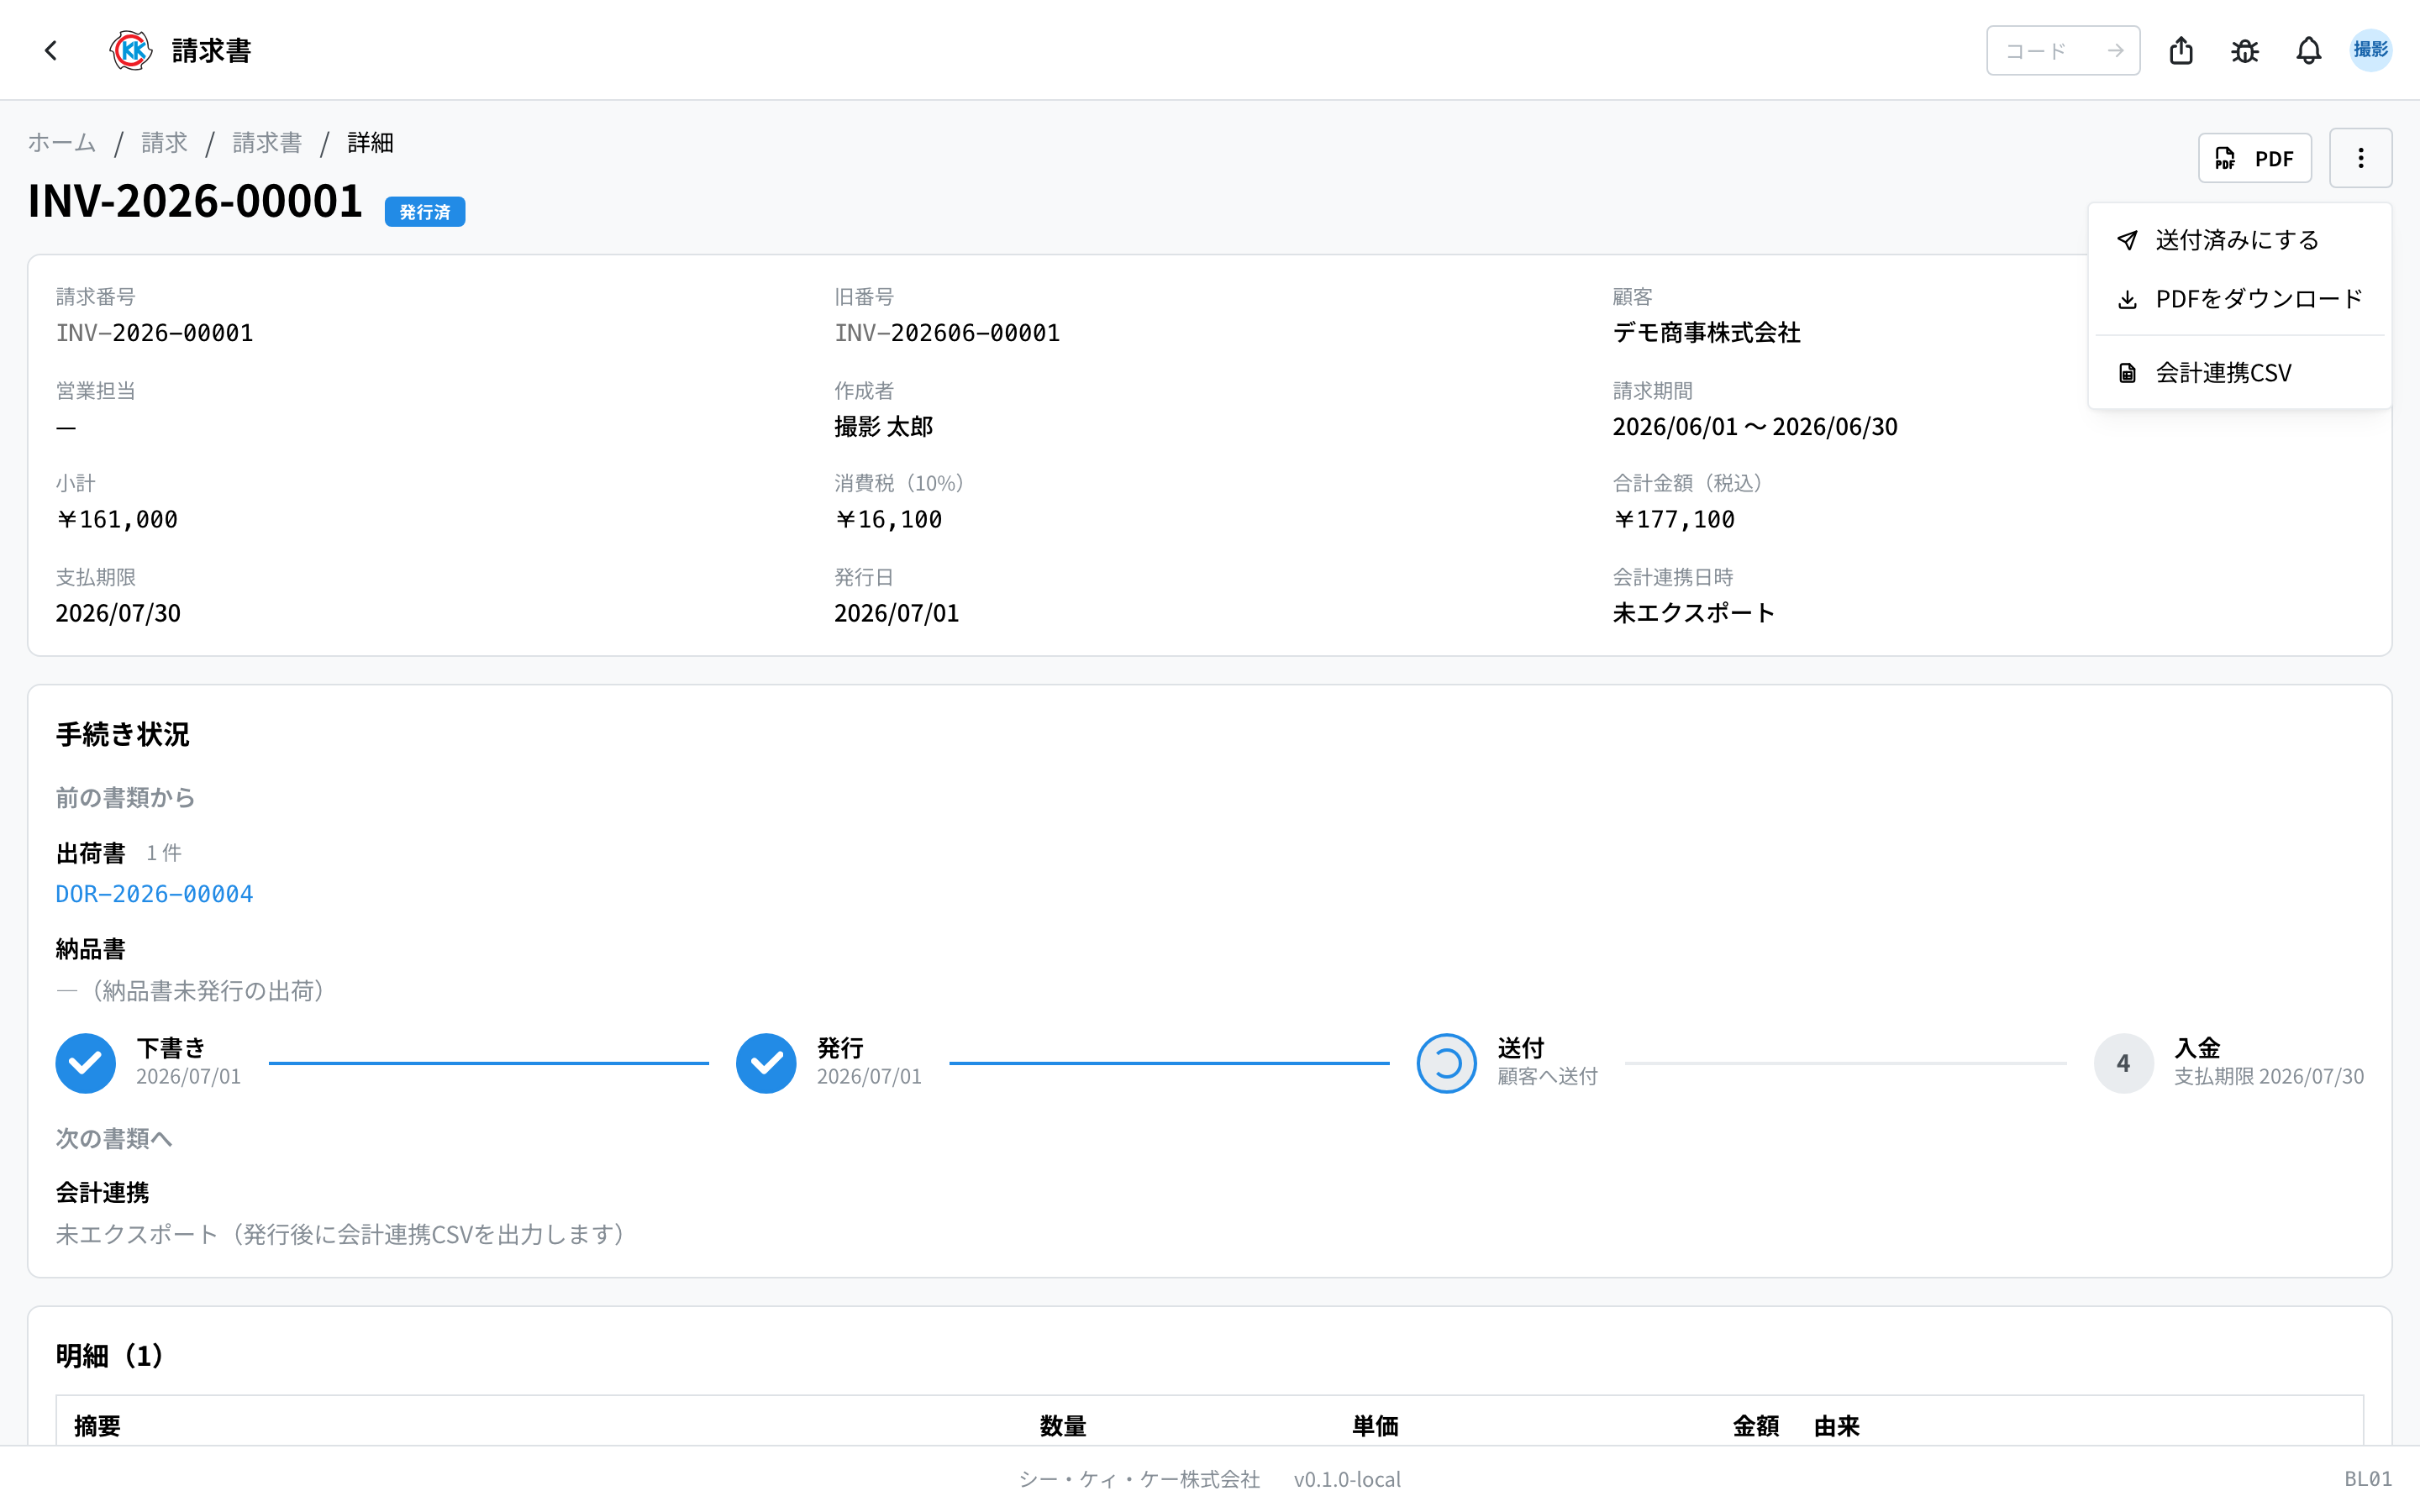 CKK 請求書
コード
撮影
ホーム / 請求 / 請求書 / 詳細
PDF
INV-2026-00001 発行済
送付済みにする
PDFをダウンロード
会計連携CSV
請求番号 旧番号 顧客
INV-2026-00001 INV-202606-00001 デモ商事株式会社
営業担当 作成者 請求期間
— 撮影 太郎 2026/06/01 〜 2026/06/30
小計 消費税（10%） 合計金額（税込）
¥161,000 ¥16,100 ¥177,100
支払期限 発行日 会計連携日時
2026/07/30 2026/07/01 未エクスポート
手続き状況
前の書類から
出荷書 1 件
DOR-2026-00004
納品書
—（納品書未発行の出荷）
下書き 発行 送付 4 入金
2026/07/01 2026/07/01 顧客へ送付 支払期限 2026/07/30
次の書類へ
会計連携
未エクスポート（発行後に会計連携CSVを出力します）
明細（1）
摘要 数量 単価 金額 由来
シー・ケィ・ケー株式会社 v0.1.0-local BL01